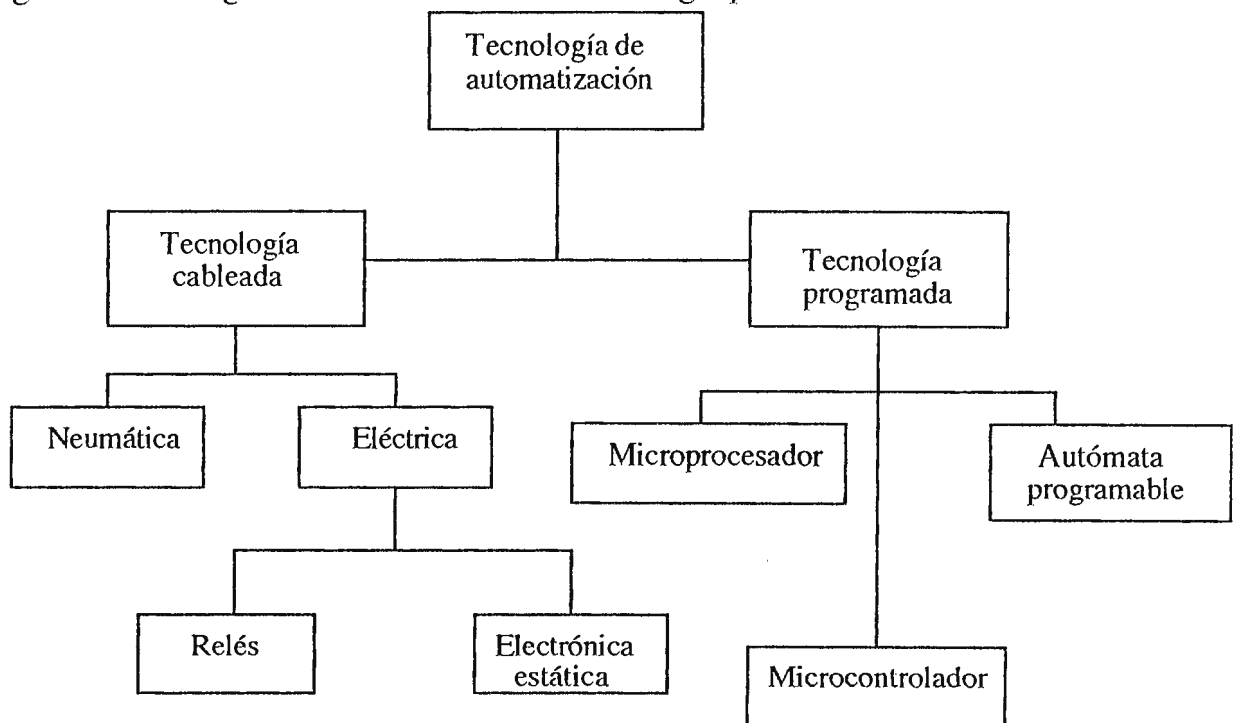 Tecnología de
automatización
Tecnología
cableada
Tecnología
programada
Neumática
Eléctrica
Microprocesador
Autómata
programable
Relés
Electrónica
estática
Microcontrolador